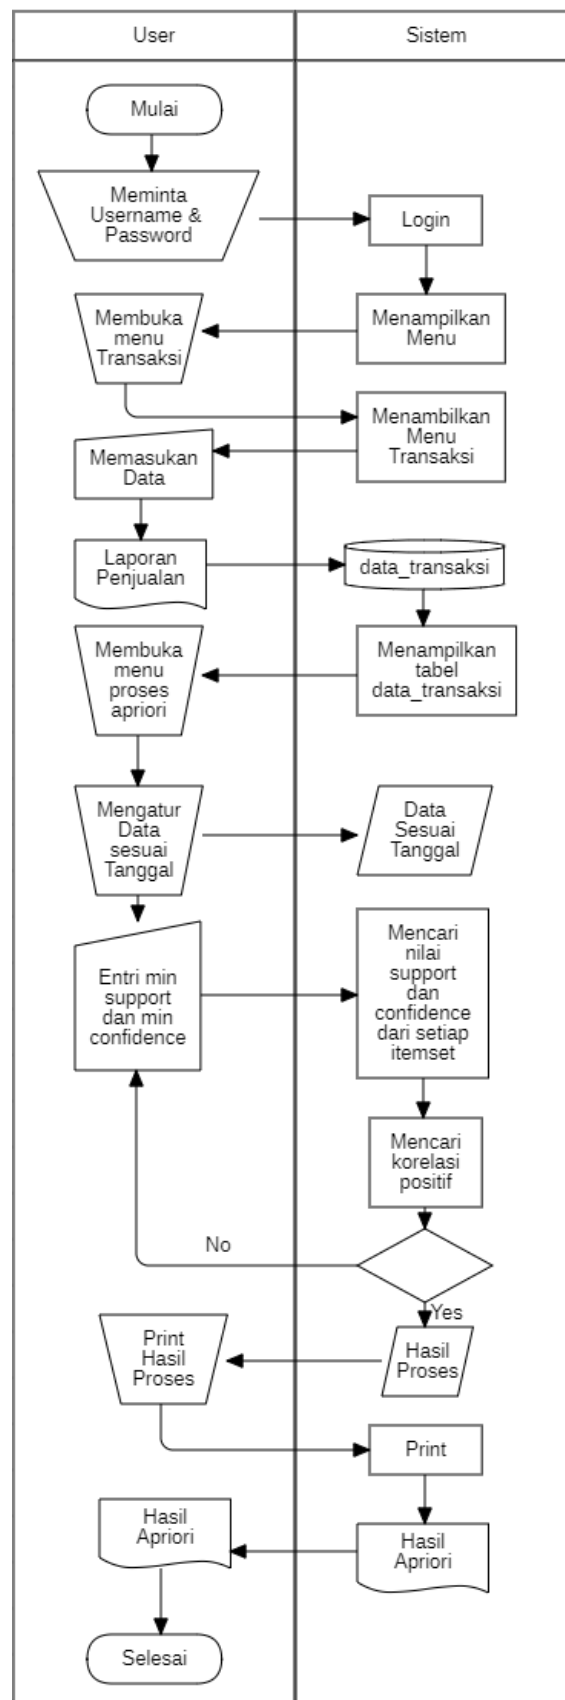 User
Sistem
Mulai
Meminta
Username &
Password
Login
Menampilkan
Menu
Membuka
menu
Transaksi
Menambilkan
Menu
Transaksi
Memasukan
Data
Laporan
Penjualan
data_transaksi
Menampilkan
tabel
data_transaksi
Membuka
menu
proses
apriori
Mengatur
Data
sesuai
Tanggal
Data
Sesuai
Tanggal
Entri min
support
dan min
confidence
Mencari
nilai
support
dan
confidence
dari setiap
itemset
Mencari
korelasi
positif
No
Yes
Hasil
Proses
Print
Hasil
Proses
Print
Hasil
Apriori
Hasil
Apriori
Selesai